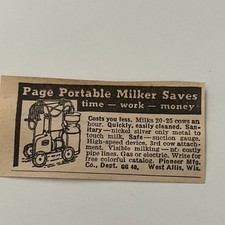 Page Portable Milker Saves
time — work — money
Costs you less. Milks 20-25 cows an
hour. Quickly, easily cleaned. San-
itary—nickel silver only metal to
touch milk. Safe—suction gauge.
High-speed device. 3rd cow attach-
ment. Visible milking—no costly
pipe lines. Gas or electric. Write for
free colorful catalog. Pioneer Mfg.
Co., Dept. GG 48, West Allis, Wis.